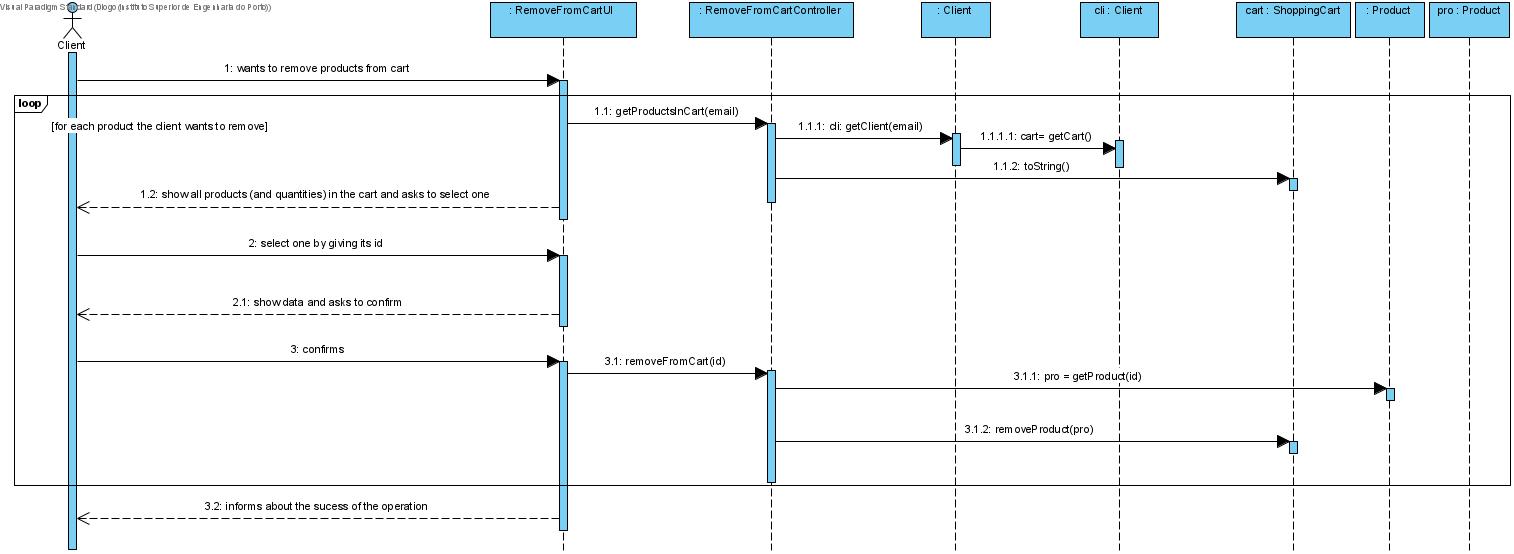 Visual Paradigm Standard (Diogo (Instituto Superior de Engenharia do Porto))
: RemoveFromCartUI
: RemoveFromCartController
: Client
cli : Client
cart : ShoppingCart
: Product
pro : Product
Client
1: wants to remove products from cart
loop
[for each product the client wants to remove]
1.1: getProductsInCart(email)
1.1.1: cli: getClient(email)
1.1.1.1: cart= getCart()
1.1.2: toString()
1.2: show all products (and quantities) in the cart and asks to select one
2: select one by giving its id
2.1: show data and asks to confirm
3: confirms
3.1: removeFromCart(id)
3.1.1: pro = getProduct(id)
3.1.2: removeProduct(pro)
3.2: informs about the sucess of the operation